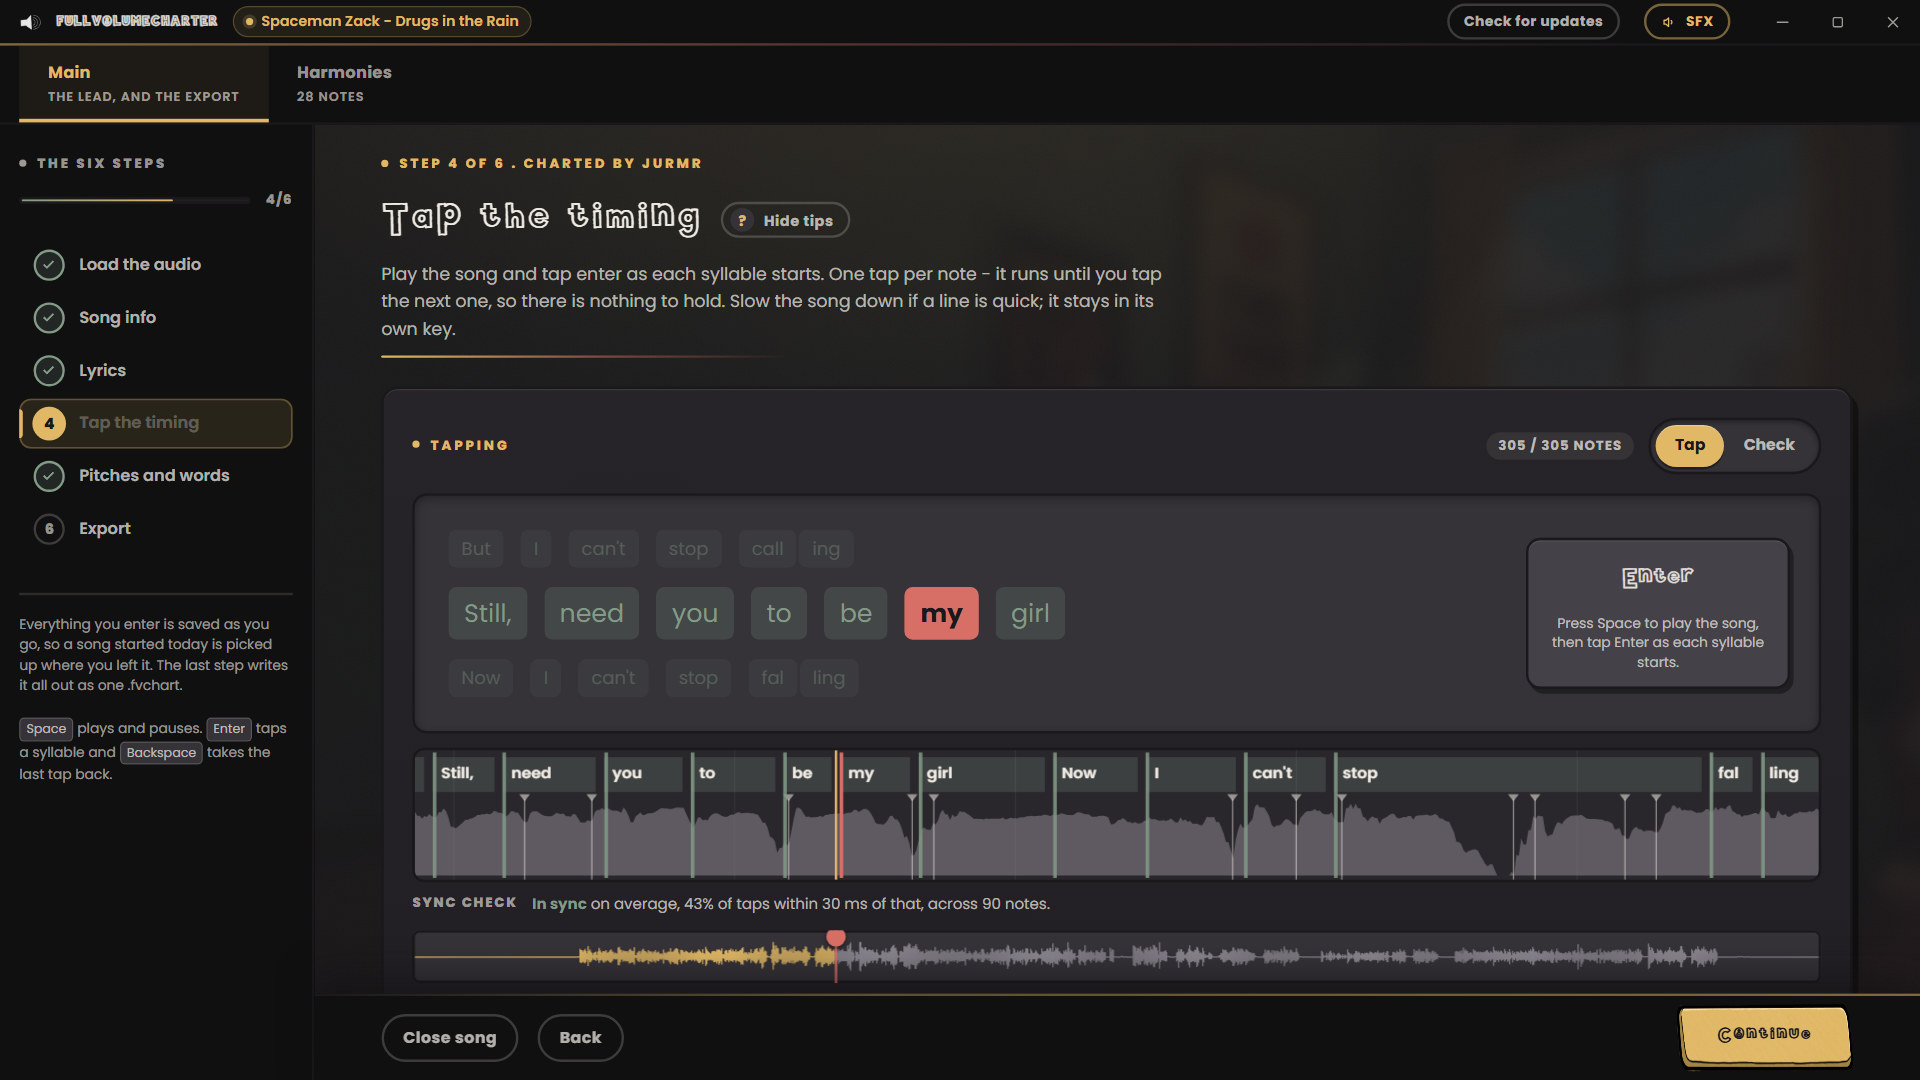 FULLVOLUMECHARTER
Spaceman Zack - Drugs in the Rain
Check for updates
SFX
Main
THE LEAD, AND THE EXPORT
Harmonies
28 NOTES
THE SIX STEPS
4/6
Load the audio
Song info
Lyrics
4 Tap the timing
Pitches and words
6 Export
Everything you enter is saved as you
go, so a song started today is picked
up where you left it. The last step writes
it all out as one .fvchart.
Space plays and pauses. Enter taps
a syllable and Backspace takes the
last tap back.
STEP 4 OF 6 . CHARTED BY JURMR
Tap the timing
? Hide tips
Play the song and tap enter as each syllable starts. One tap per note - it runs until you tap
the next one, so there is nothing to hold. Slow the song down if a line is quick; it stays in its
own key.
TAPPING
305 / 305 NOTES
Tap
Check
But I can't stop call ing
Still, need you to be my girl
Now I can't stop fal ling
Enter
Press Space to play the song,
then tap Enter as each syllable
starts.
Still, need you to be my girl Now I can't stop fal ling
SYNC CHECK In sync on average, 43% of taps within 30 ms of that, across 90 notes.
Close song
Back
Continue